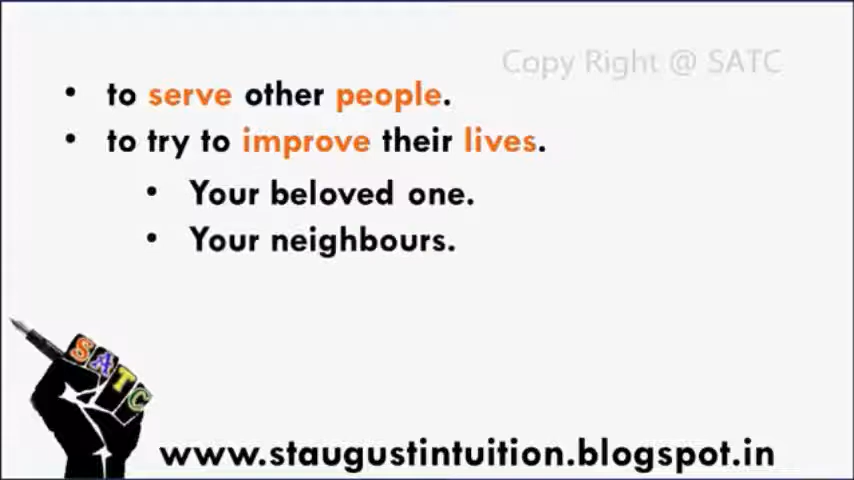 Copy Right @ SATC
• to serve other people.
• to try to improve their lives.
• Your beloved one.
• Your neighbours.
SATC
www.staugustintuition.blogspot.in